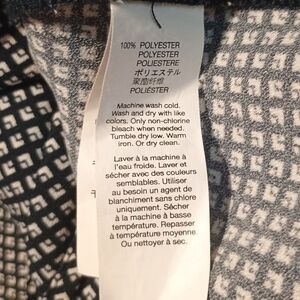 100% POLYESTER
POLYESTER
POLIESTERE
ポリエステル
聚酯纤维
POLIÉSTER
Machine wash cold.
Wash and dry with like
colors. Only non-chlorine
bleach when needed.
Tumble dry low. Warm
iron. Or dry clean.
Laver à la machine à
l'eau froide. Laver et
sécher avec des couleurs
semblables. Utiliser
au besoin un agent de
blanchiment sans chlore
uniquement. Sécher
à la machine à basse
température. Repasser
à température moyenne.
Ou nettoyer à sec.